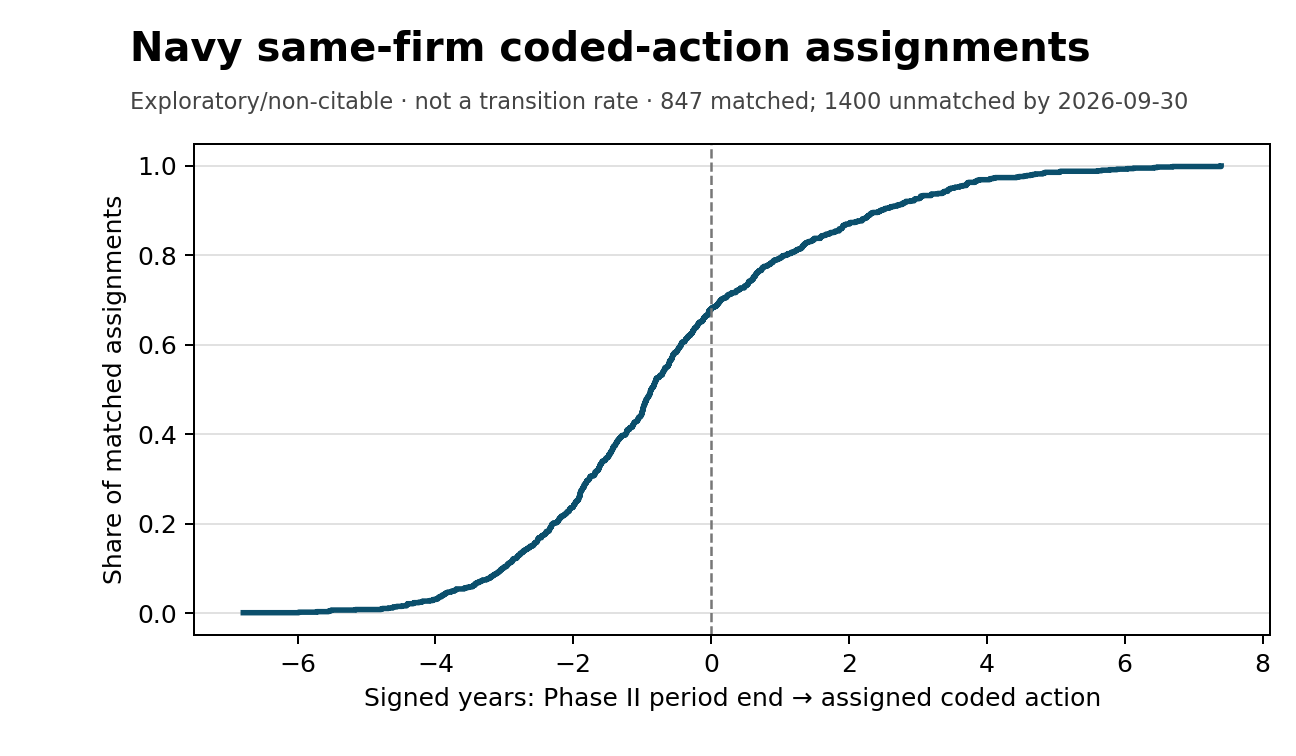 Navy same-firm coded-action assignments
Exploratory/non-citable · not a transition rate · 847 matched; 1400 unmatched by 2026-09-30
Share of matched assignments
1.0
0.8
0.6
0.4
0.2
0.0
−6 −4 −2 0 2 4 6 8
Signed years: Phase II period end → assigned coded action